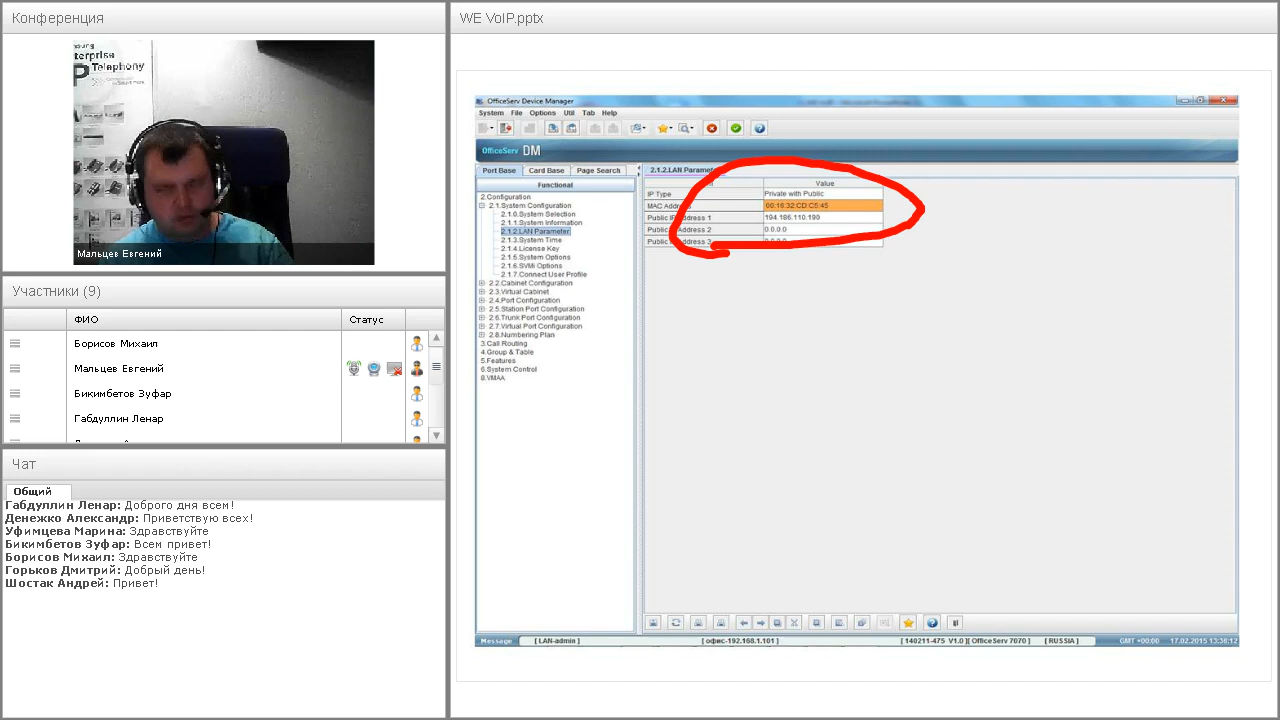 Конференция
terprise
Telephony
Мальцев Евгений
Участники (9)
ФИО
Статус
Борисов Михаил
Мальцев Евгений
Бикимбетов Зуфар
Габдуллин Ленар
Чат
Общий
Габдуллин Ленар: Доброго дня всем!
Денежко Александр: Приветствую всех!
Уфимцева Марина: Здравствуйте
Бикимбетов Зуфар: Всем привет!
Борисов Михаил: Здравствуйте
Горьков Дмитрий: Добрый день!
Шостак Андрей: Привет!
WE VoIP.pptx
OfficeServ Device Manager
System File Options Util Tab Help
OfficeServ DM
Port Base Card Base Page Search
Functional
2.Configuration
2.1.System Configuration
2.1.0.System Selection
2.1.1.System Information
2.1.2.LAN Parameter
2.1.3.System Time
2.1.4.License Key
2.1.5.System Options
2.1.6.SVMi Options
2.1.7.Connect User Profile
2.2.Cabinet Configuration
2.3.Virtual Cabinet
2.4.Port Configuration
2.5.Station Port Configuration
2.6.Trunk Port Configuration
2.7.Virtual Port Configuration
2.8.Numbering Plan
3.Call Routing
4.Group & Table
5.Features
6.System Control
8.VMAA
2.1.2.LAN Parameter
Value
IP Type Private with Public
MAC Address 00:16:32:CD:C5:45
Public IP Address 1 194.186.110.190
Public IP Address 2 0.0.0.0
Public IP Address 3 0.0.0.0
Message [ LAN-admin ] [ офис-192.168.1.101 ] [ 140211-475 V1.0 ][ OfficeServ 7070 ] [ RUSSIA ] GMT +00:00 17.02.2015 13:38:12